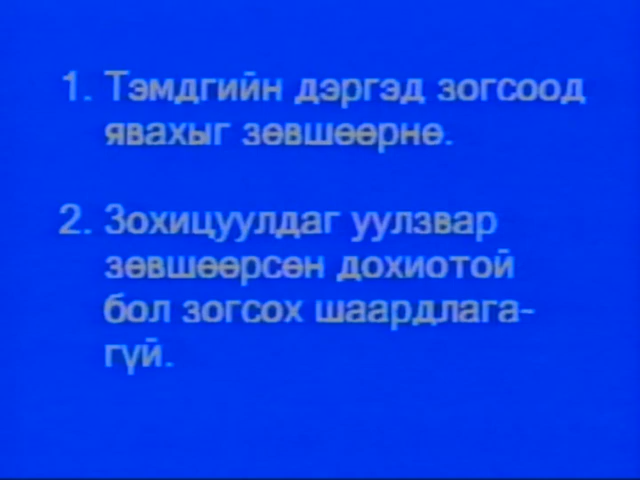 1. Тэмдгийн дэргэд зогсоод
явахыг зөвшөөрнө.
2. Зохицуулдаг уулзвар
зөвшөөрсөн дохиотой
бол зогсох шаардлага-
гүй.